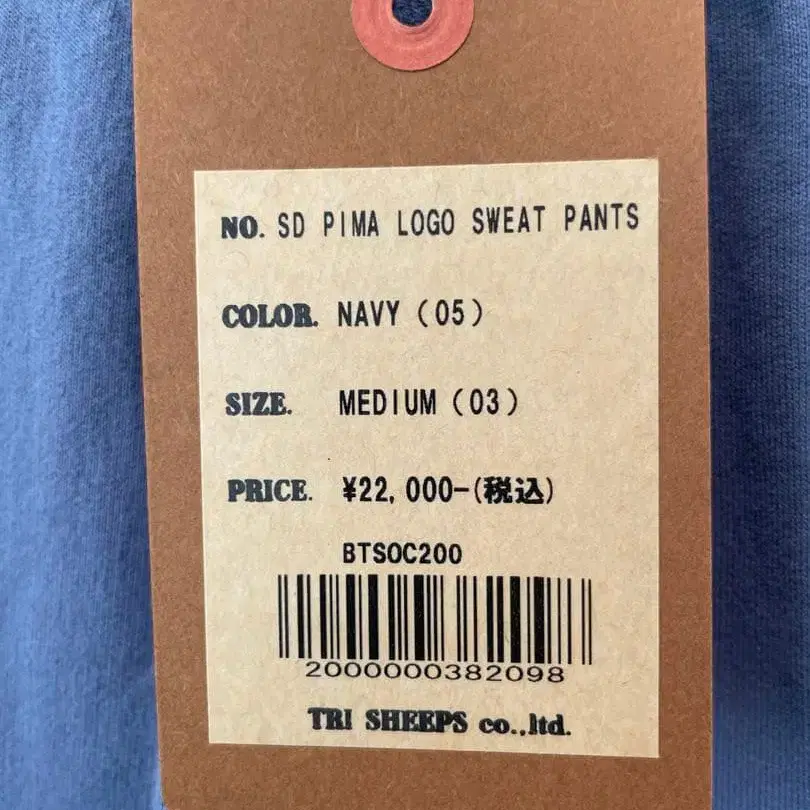 NO. SD PIMA LOGO SWEAT PANTS
COLOR. NAVY (05)
SIZE. MEDIUM (03)
PRICE. ¥22,000-(税込)
BTSOC200
2000000382098
TRI SHEEPS co.,ltd.